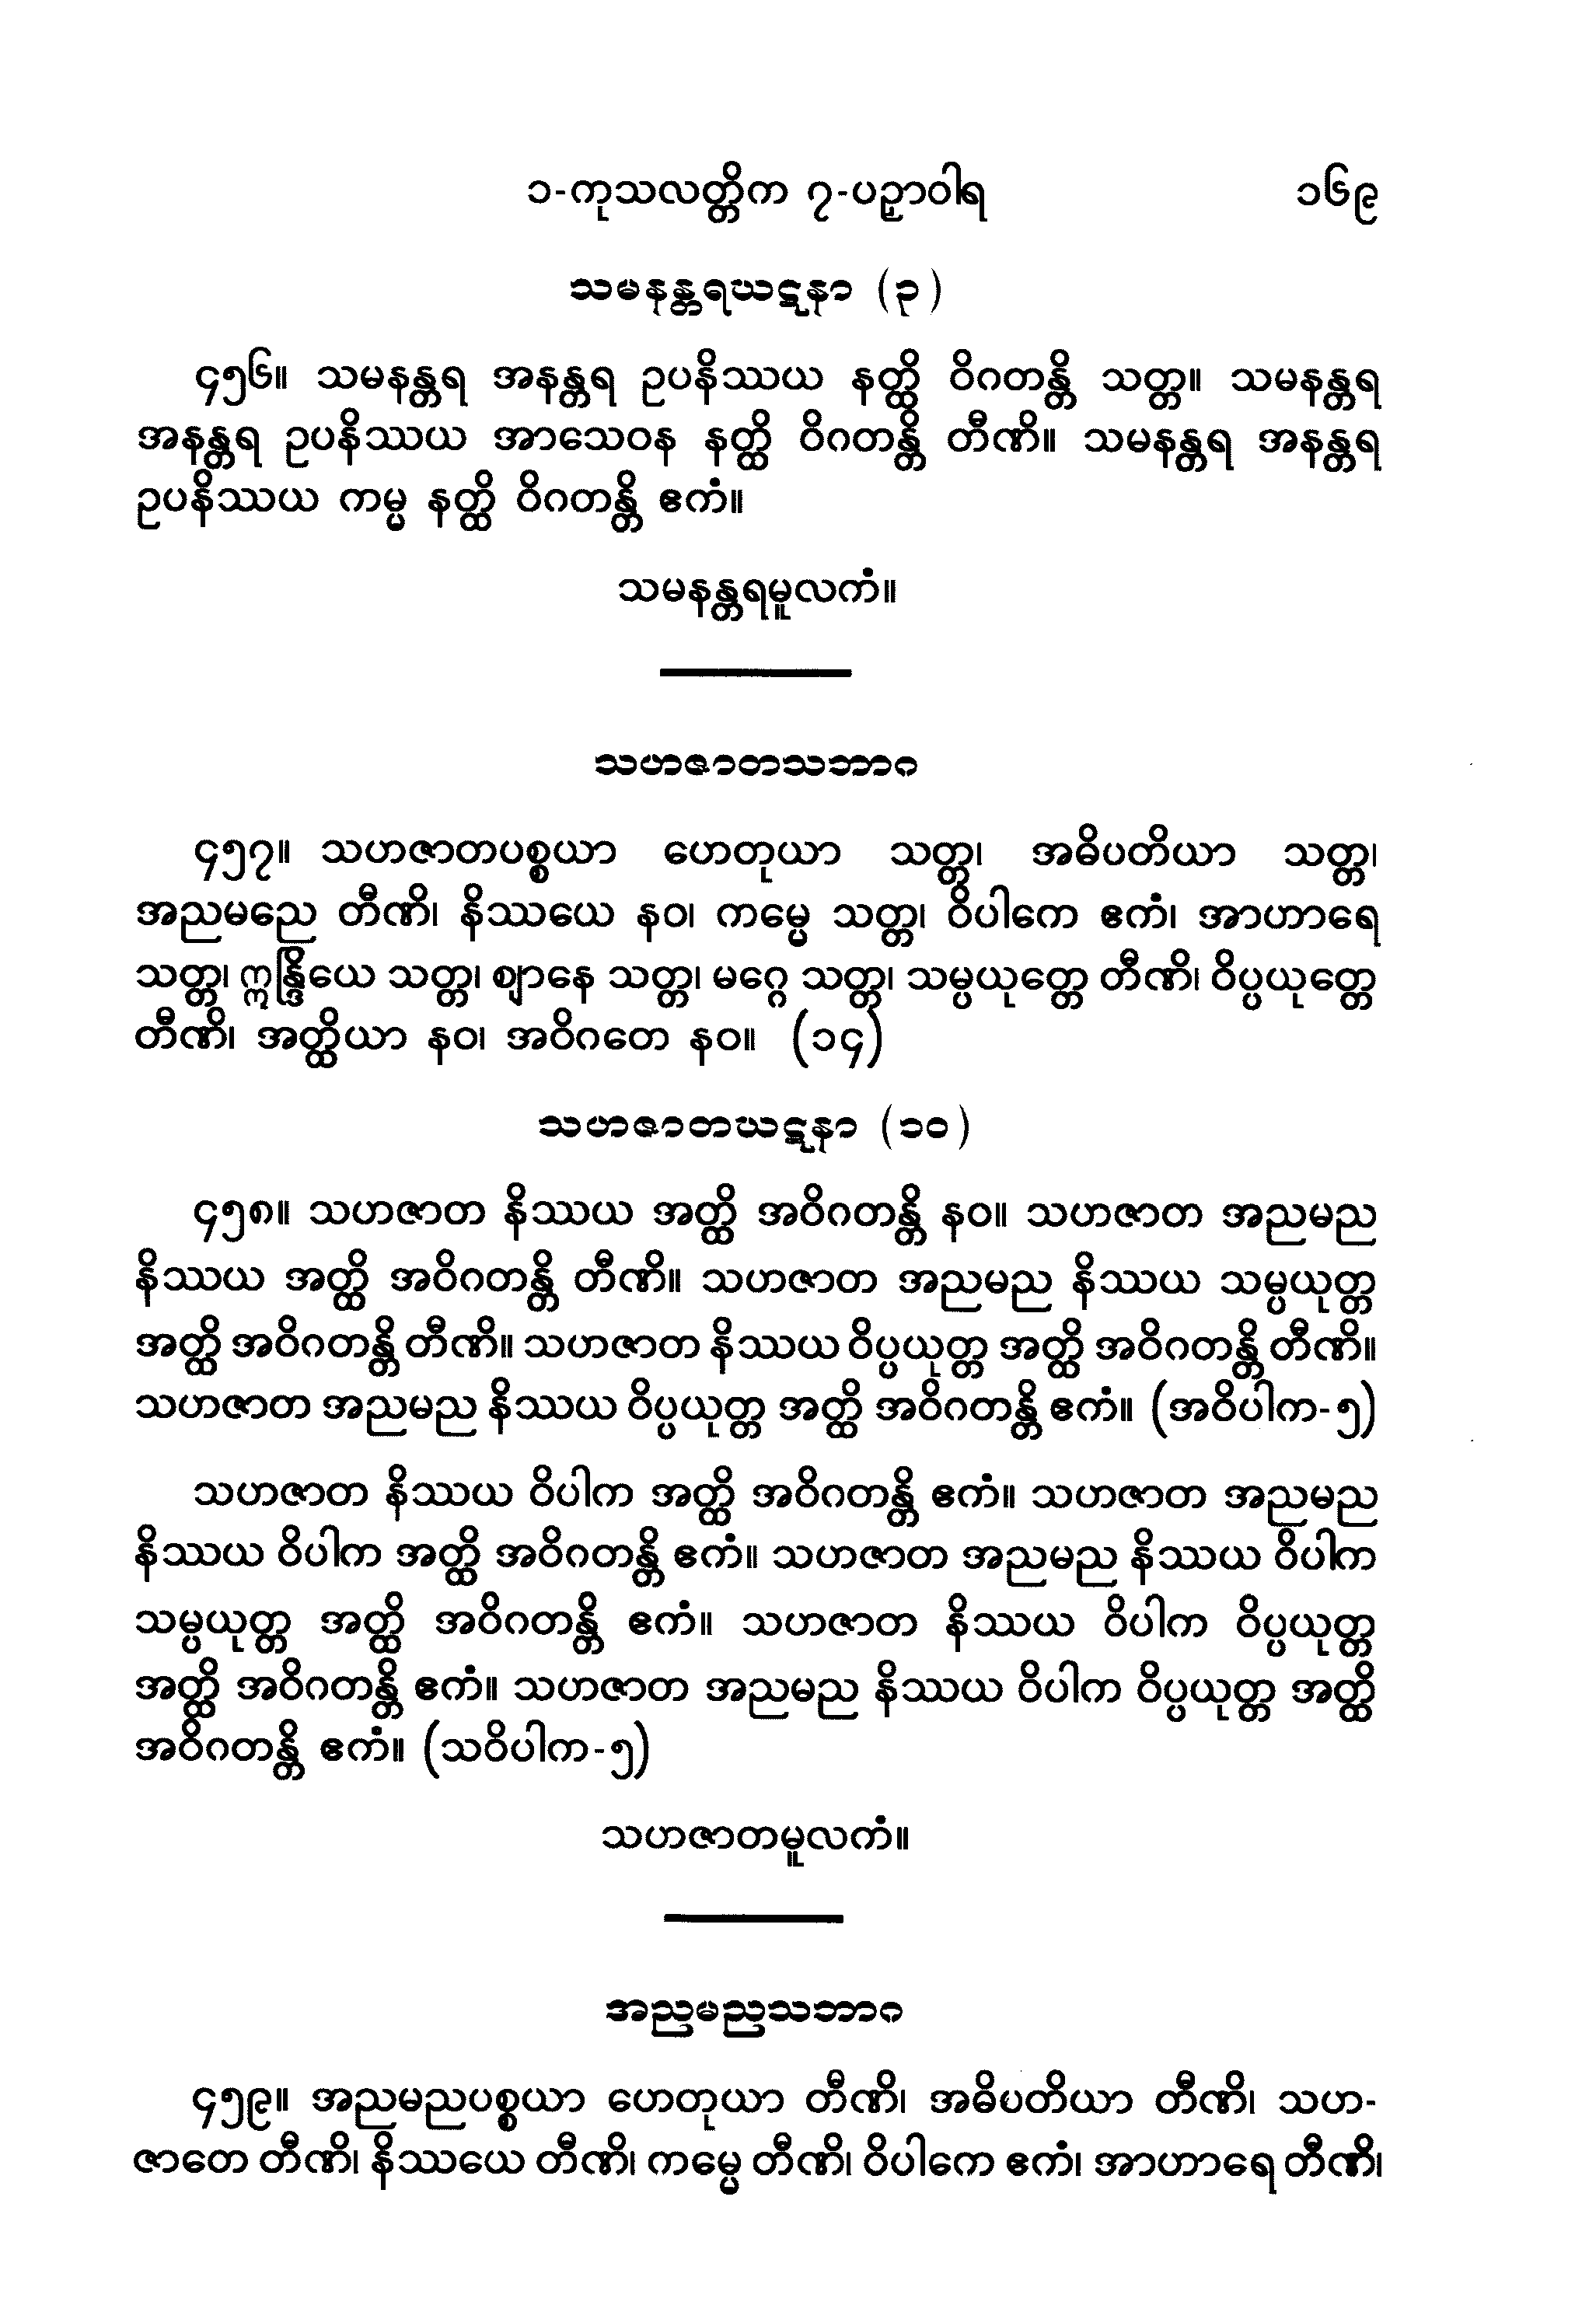 ၁-ကုသလတ္တိက ၇-ပဉှာဝါရ ၁၆၉
သမနန္တရဃဋနာ (၃)
၄၅၆။ သမနန္တရ အနန္တရ ဥပနိဿယ နတ္ထိ ဝိဂတန္တိ သတ္တ။ သမနန္တရ
အနန္တရ ဥပနိဿယ အာသေဝန နတ္ထိ ဝိဂတန္တိ တီဏိ။ သမနန္တရ အနန္တရ
ဥပနိဿယ ကမ္မ နတ္ထိ ဝိဂတန္တိ ဧကံ။
သမနန္တရမူလကံ။
သဟဇာတသဘာဂ
၄၅၇။ သဟဇာတပစ္စယာ ဟေတုယာ သတ္တ၊ အဓိပတိယာ သတ္တ၊
အညမညေ တီဏိ၊ နိဿယေ နဝ၊ ကမ္မေ သတ္တ၊ ဝိပါကေ ဧကံ၊ အာဟာရေ
သတ္တ၊ ဣန္ဒြိယေ သတ္တ၊ ဈာနေ သတ္တ၊ မဂ္ဂေ သတ္တ၊ သမ္ပယုတ္တေ တီဏိ၊ ဝိပ္ပယုတ္တေ
တီဏိ၊ အတ္ထိယာ နဝ၊ အဝိဂတေ နဝ။ (၁၄)
သဟဇာတဃဋနာ (၁၀)
၄၅၈။ သဟဇာတ နိဿယ အတ္ထိ အဝိဂတန္တိ နဝ။ သဟဇာတ အညမည
နိဿယ အတ္ထိ အဝိဂတန္တိ တီဏိ။ သဟဇာတ အညမည နိဿယ သမ္ပယုတ္တ
အတ္ထိ အဝိဂတန္တိ တီဏိ။ သဟဇာတ နိဿယ ဝိပ္ပယုတ္တ အတ္ထိ အဝိဂတန္တိ တီဏိ။
သဟဇာတ အညမည နိဿယ ဝိပ္ပယုတ္တ အတ္ထိ အဝိဂတန္တိ ဧကံ။ (အဝိပါက-၅)
သဟဇာတ နိဿယ ဝိပါက အတ္ထိ အဝိဂတန္တိ ဧကံ။ သဟဇာတ အညမည
နိဿယ ဝိပါက အတ္ထိ အဝိဂတန္တိ ဧကံ။ သဟဇာတ အညမည နိဿယ ဝိပါက
သမ္ပယုတ္တ အတ္ထိ အဝိဂတန္တိ ဧကံ။ သဟဇာတ နိဿယ ဝိပါက ဝိပ္ပယုတ္တ
အတ္ထိ အဝိဂတန္တိ ဧကံ။ သဟဇာတ အညမည နိဿယ ဝိပါက ဝိပ္ပယုတ္တ အတ္ထိ
အဝိဂတန္တိ ဧကံ။ (သဝိပါက-၅)
သဟဇာတမူလကံ။
အညမညသဘာဂ
၄၅၉။ အညမညပစ္စယာ ဟေတုယာ တီဏိ၊ အဓိပတိယာ တီဏိ၊ သဟ-
ဇာတေ တီဏိ၊ နိဿယေ တီဏိ၊ ကမ္မေ တီဏိ၊ ဝိပါကေ ဧကံ၊ အာဟာရေ တီဏိ၊